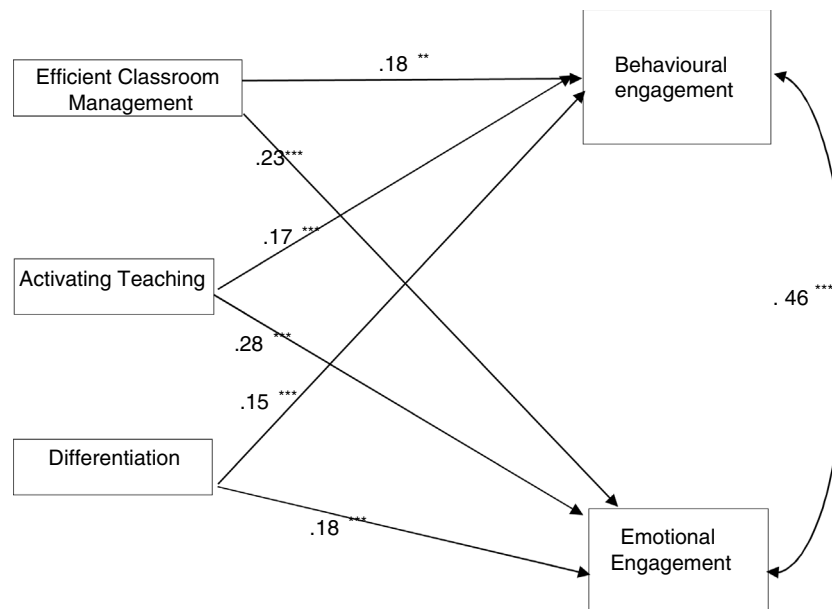 Efficient Classroom
Management
.18 **
Behavioural
engagement
.23***
.17 ***
Activating Teaching
. 46 ***
.28 ***
.15 ***
Differentiation
.18 ***
Emotional
Engagement